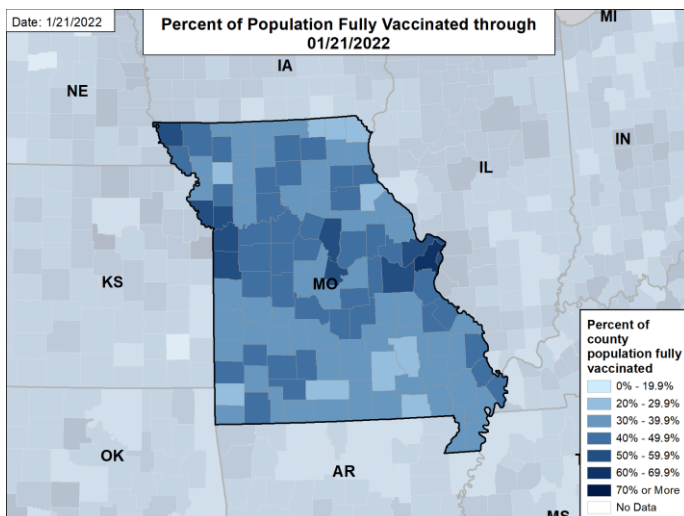 Date: 1/21/2022
Percent of Population Fully Vaccinated through
01/21/2022
MI
IA
NE
IN
IL
KS
MO
OK
AR
MS
Percent of
county
population fully
vaccinated
0% - 19.9%
20% - 29.9%
30% - 39.9%
40% - 49.9%
50% - 59.9%
60% - 69.9%
70% or More
No Data